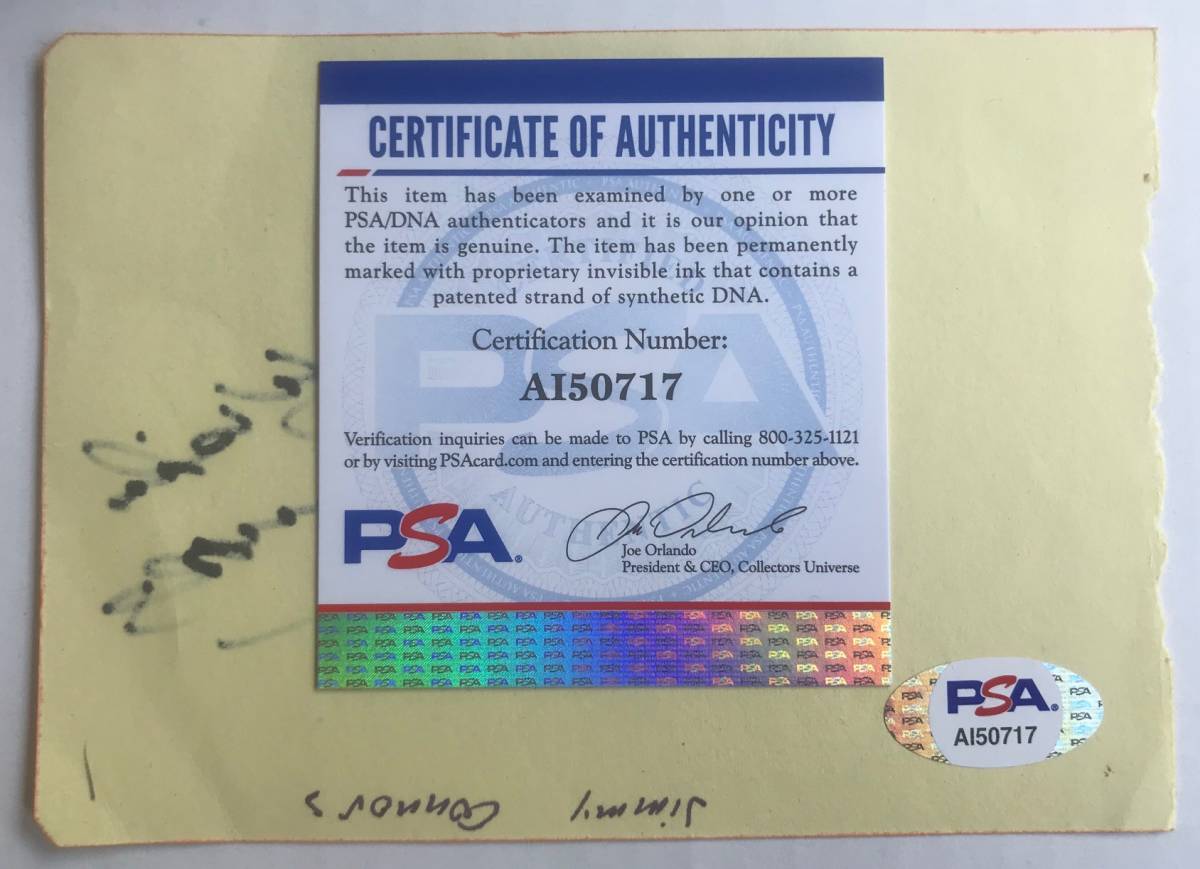 CERTIFICATE OF AUTHENTICITY
This item has been examined by one or more
PSA/DNA authenticators and it is our opinion that
the item is genuine. The item has been permanently
marked with proprietary invisible ink that contains a
patented strand of synthetic DNA.
Certification Number:
AI50717
Verification inquiries can be made to PSA by calling 800-325-1121
or by visiting PSAcard.com and entering the certification number above.
PSA®
Joe Orlando
President & CEO, Collectors Universe
PSA®
AI50717
Jimmy Connors